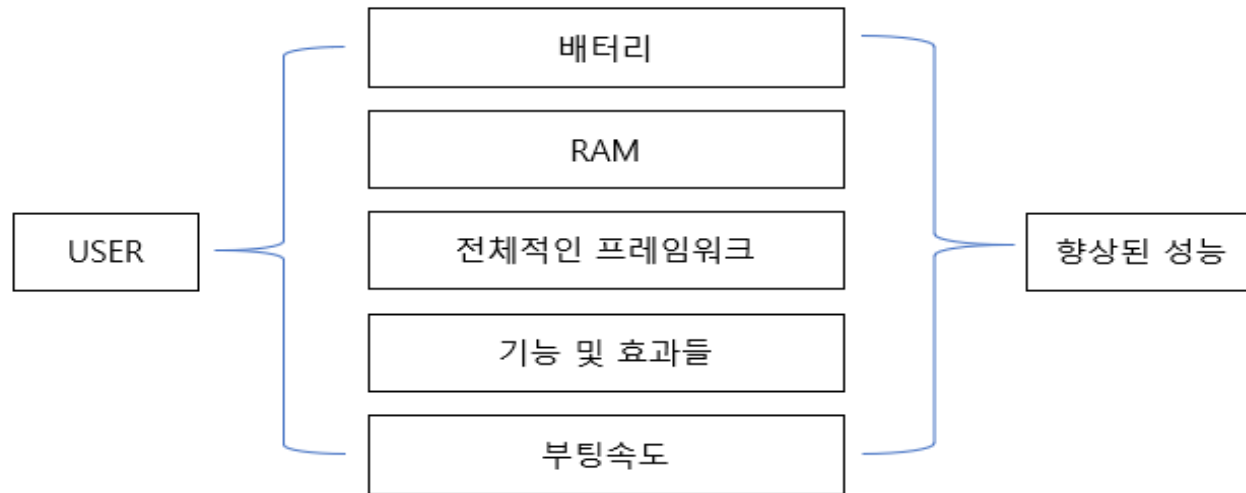 배터리
RAM
USER
전체적인 프레임워크
향상된 성능
기능 및 효과들
부팅속도